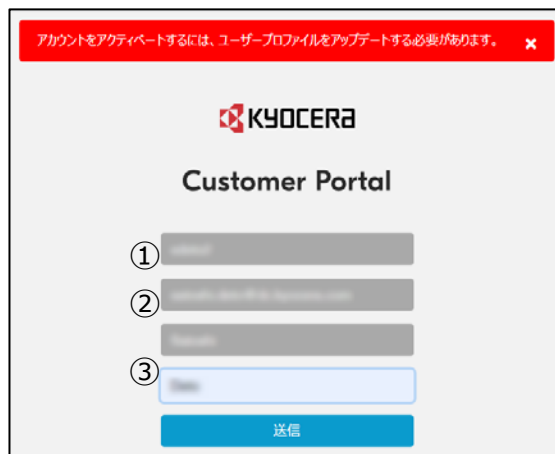 アカウントをアクティベートするには、ユーザープロファイルをアップデートする必要があります。 ×
KYOCERA
Customer Portal
①
②
③
送信